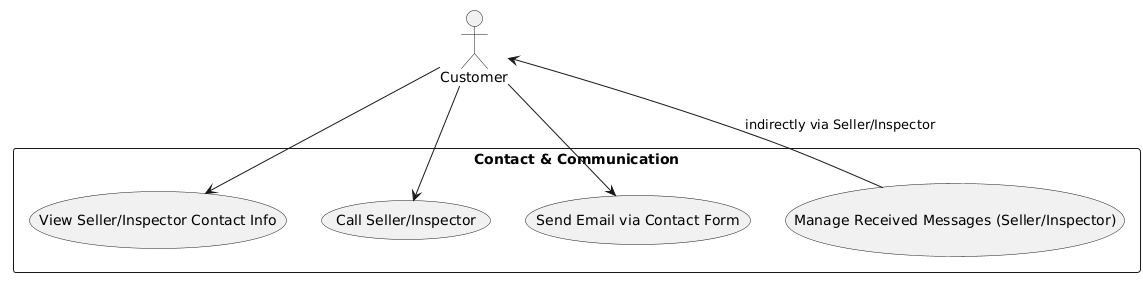 Customer
indirectly via Seller/Inspector
Contact & Communication
View Seller/Inspector Contact Info
Call Seller/Inspector
Send Email via Contact Form
Manage Received Messages (Seller/Inspector)